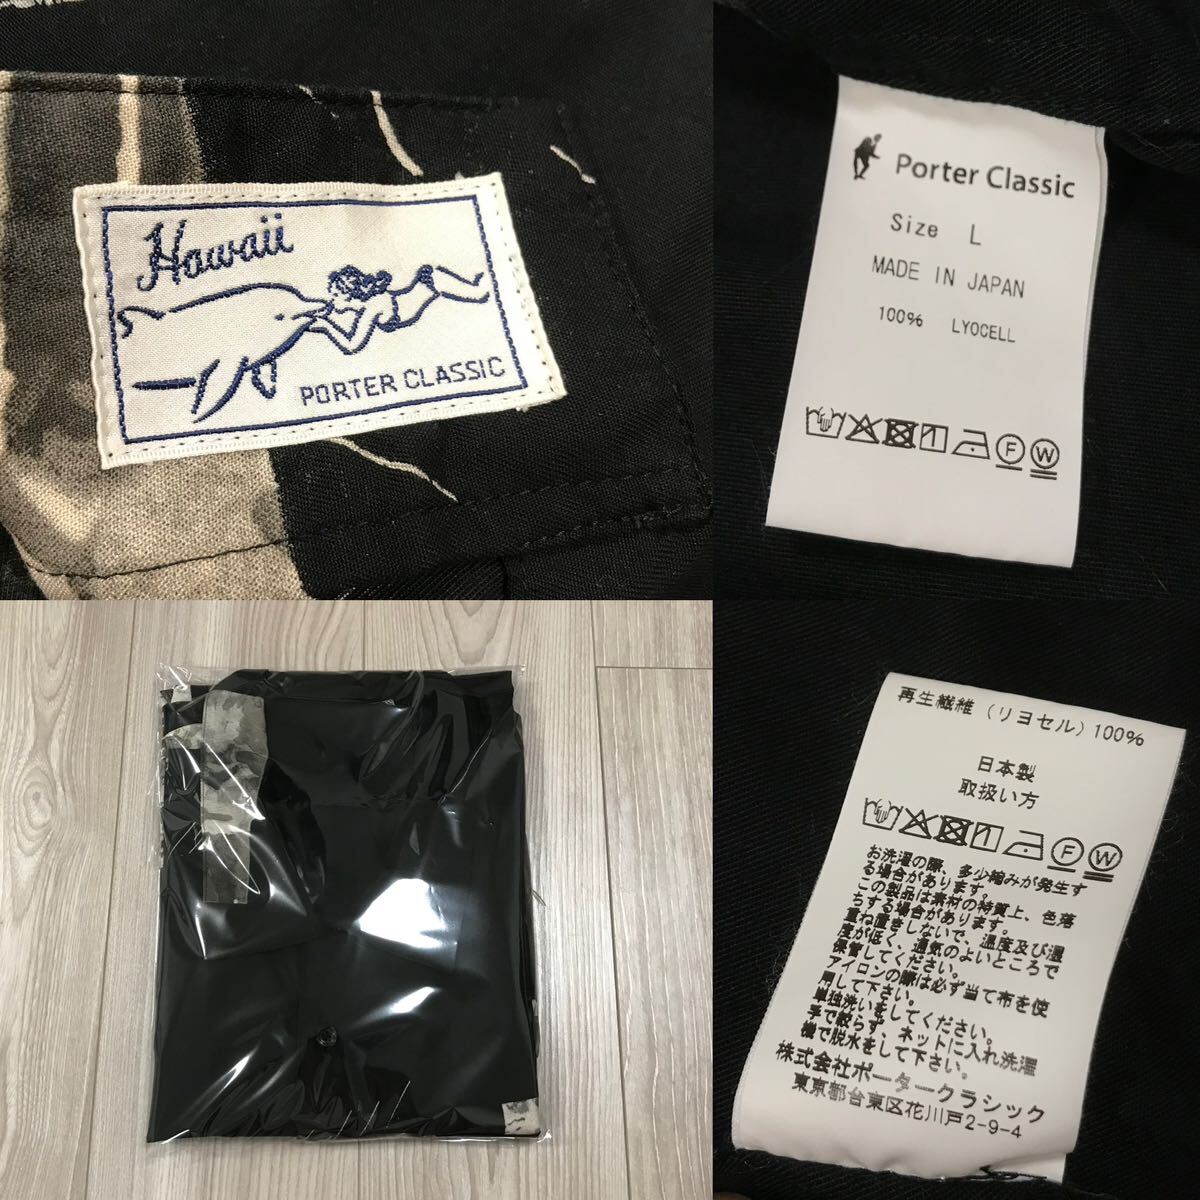 Hawaii
PORTER CLASSIC
Porter Classic
Size L
MADE IN JAPAN
100% LYOCELL
F W
再生繊維 (リヨセル) 100%
日本製
取扱い方
F W
お洗濯の際、多少縮みが発生す
る場合があります。
この製品は素材の特質上、色落
ちする場合があります。
重ね置きしないで、温度及び湿
度が低く、通気のよいところで
保管してください。
アイロンの際は必ず当て布を使
用して下さい。
単独洗いをしてください。
手で絞らず、ネットに入れ洗濯
機で脱水をして下さい。
株式会社ポータークラシック
東京都台東区花川戸2-9-4